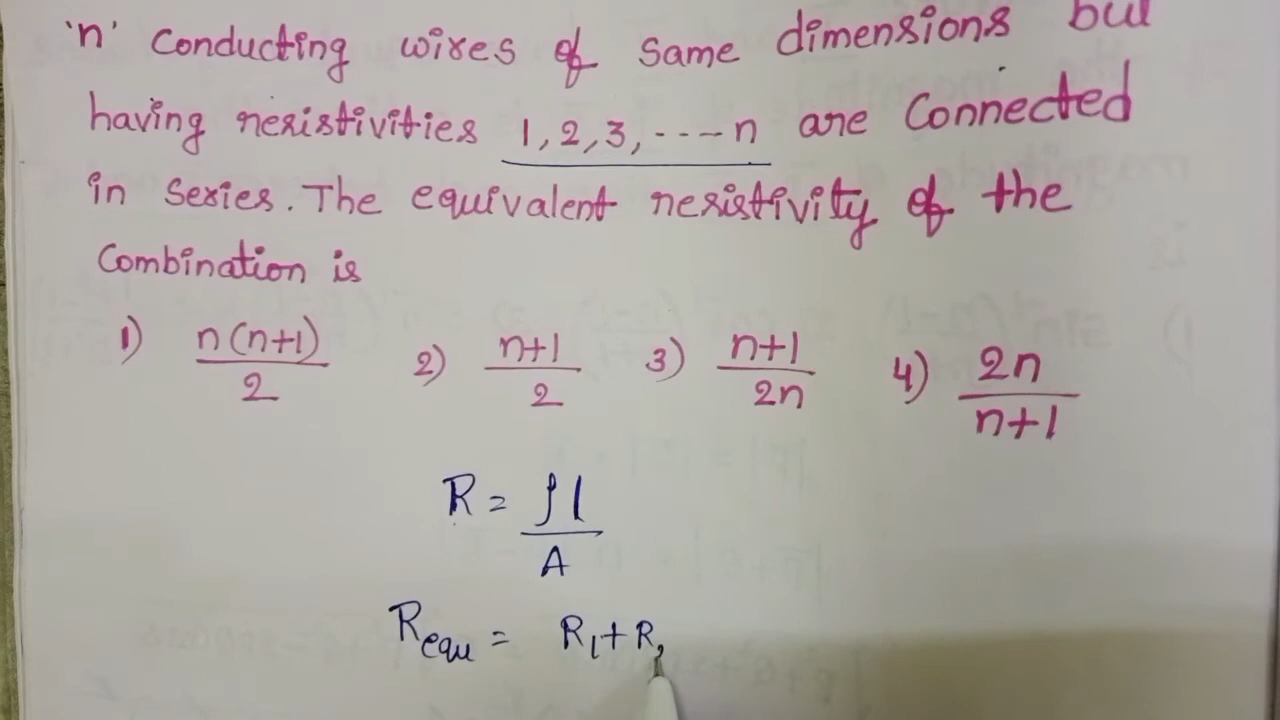 'n' Conducting wires of same dimensions but
having resistivities 1, 2, 3, ---- n are Connected
in Series. The equivalent resistivity of the
Combination is
1) n(n+1)/2 2) n+1/2 3) n+1/2n 4) 2n/n+1
R = ρl/A
Requ = R1+R2